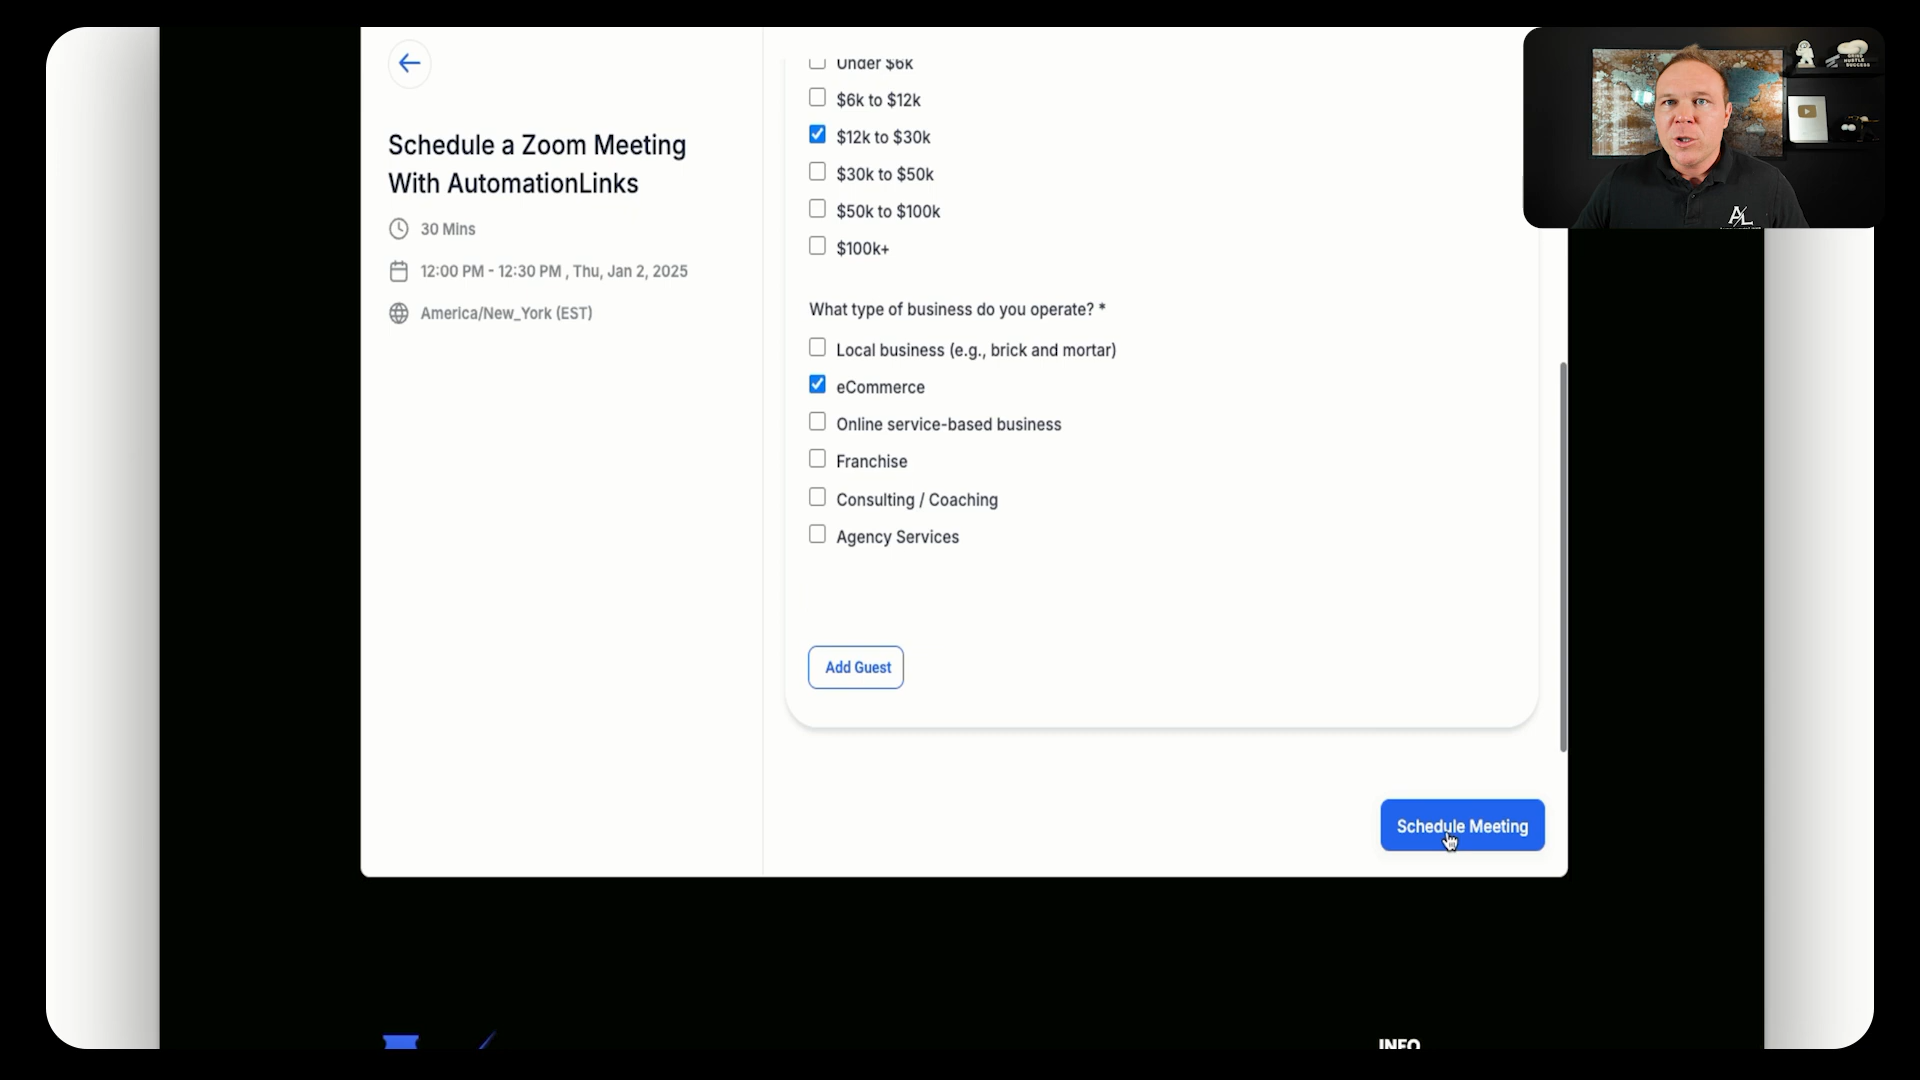 Schedule a Zoom Meeting
With AutomationLinks
30 Mins
12:00 PM - 12:30 PM , Thu, Jan 2, 2025
America/New_York (EST)
Under $6k
$6k to $12k
$12k to $30k
$30k to $50k
$50k to $100k
$100k+
What type of business do you operate? *
Local business (e.g., brick and mortar)
eCommerce
Online service-based business
Franchise
Consulting / Coaching
Agency Services
Add Guest
Schedule Meeting
INFO
HUSTLE
SUCCESS